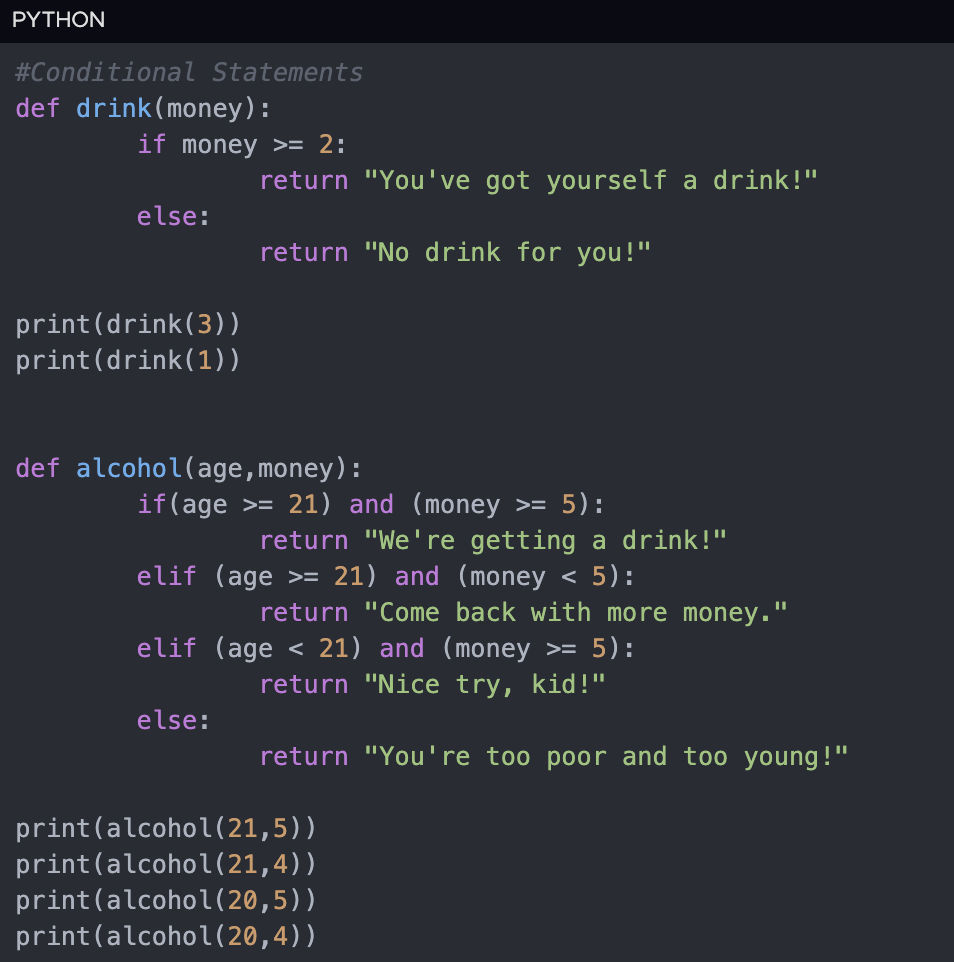 PYTHON
#Conditional Statements
def drink(money):
        if money >= 2:
                return "You've got yourself a drink!"
        else:
                return "No drink for you!"

print(drink(3))
print(drink(1))


def alcohol(age,money):
        if(age >= 21) and (money >= 5):
                return "We're getting a drink!"
        elif (age >= 21) and (money < 5):
                return "Come back with more money."
        elif (age < 21) and (money >= 5):
                return "Nice try, kid!"
        else:
                return "You're too poor and too young!"

print(alcohol(21,5))
print(alcohol(21,4))
print(alcohol(20,5))
print(alcohol(20,4))